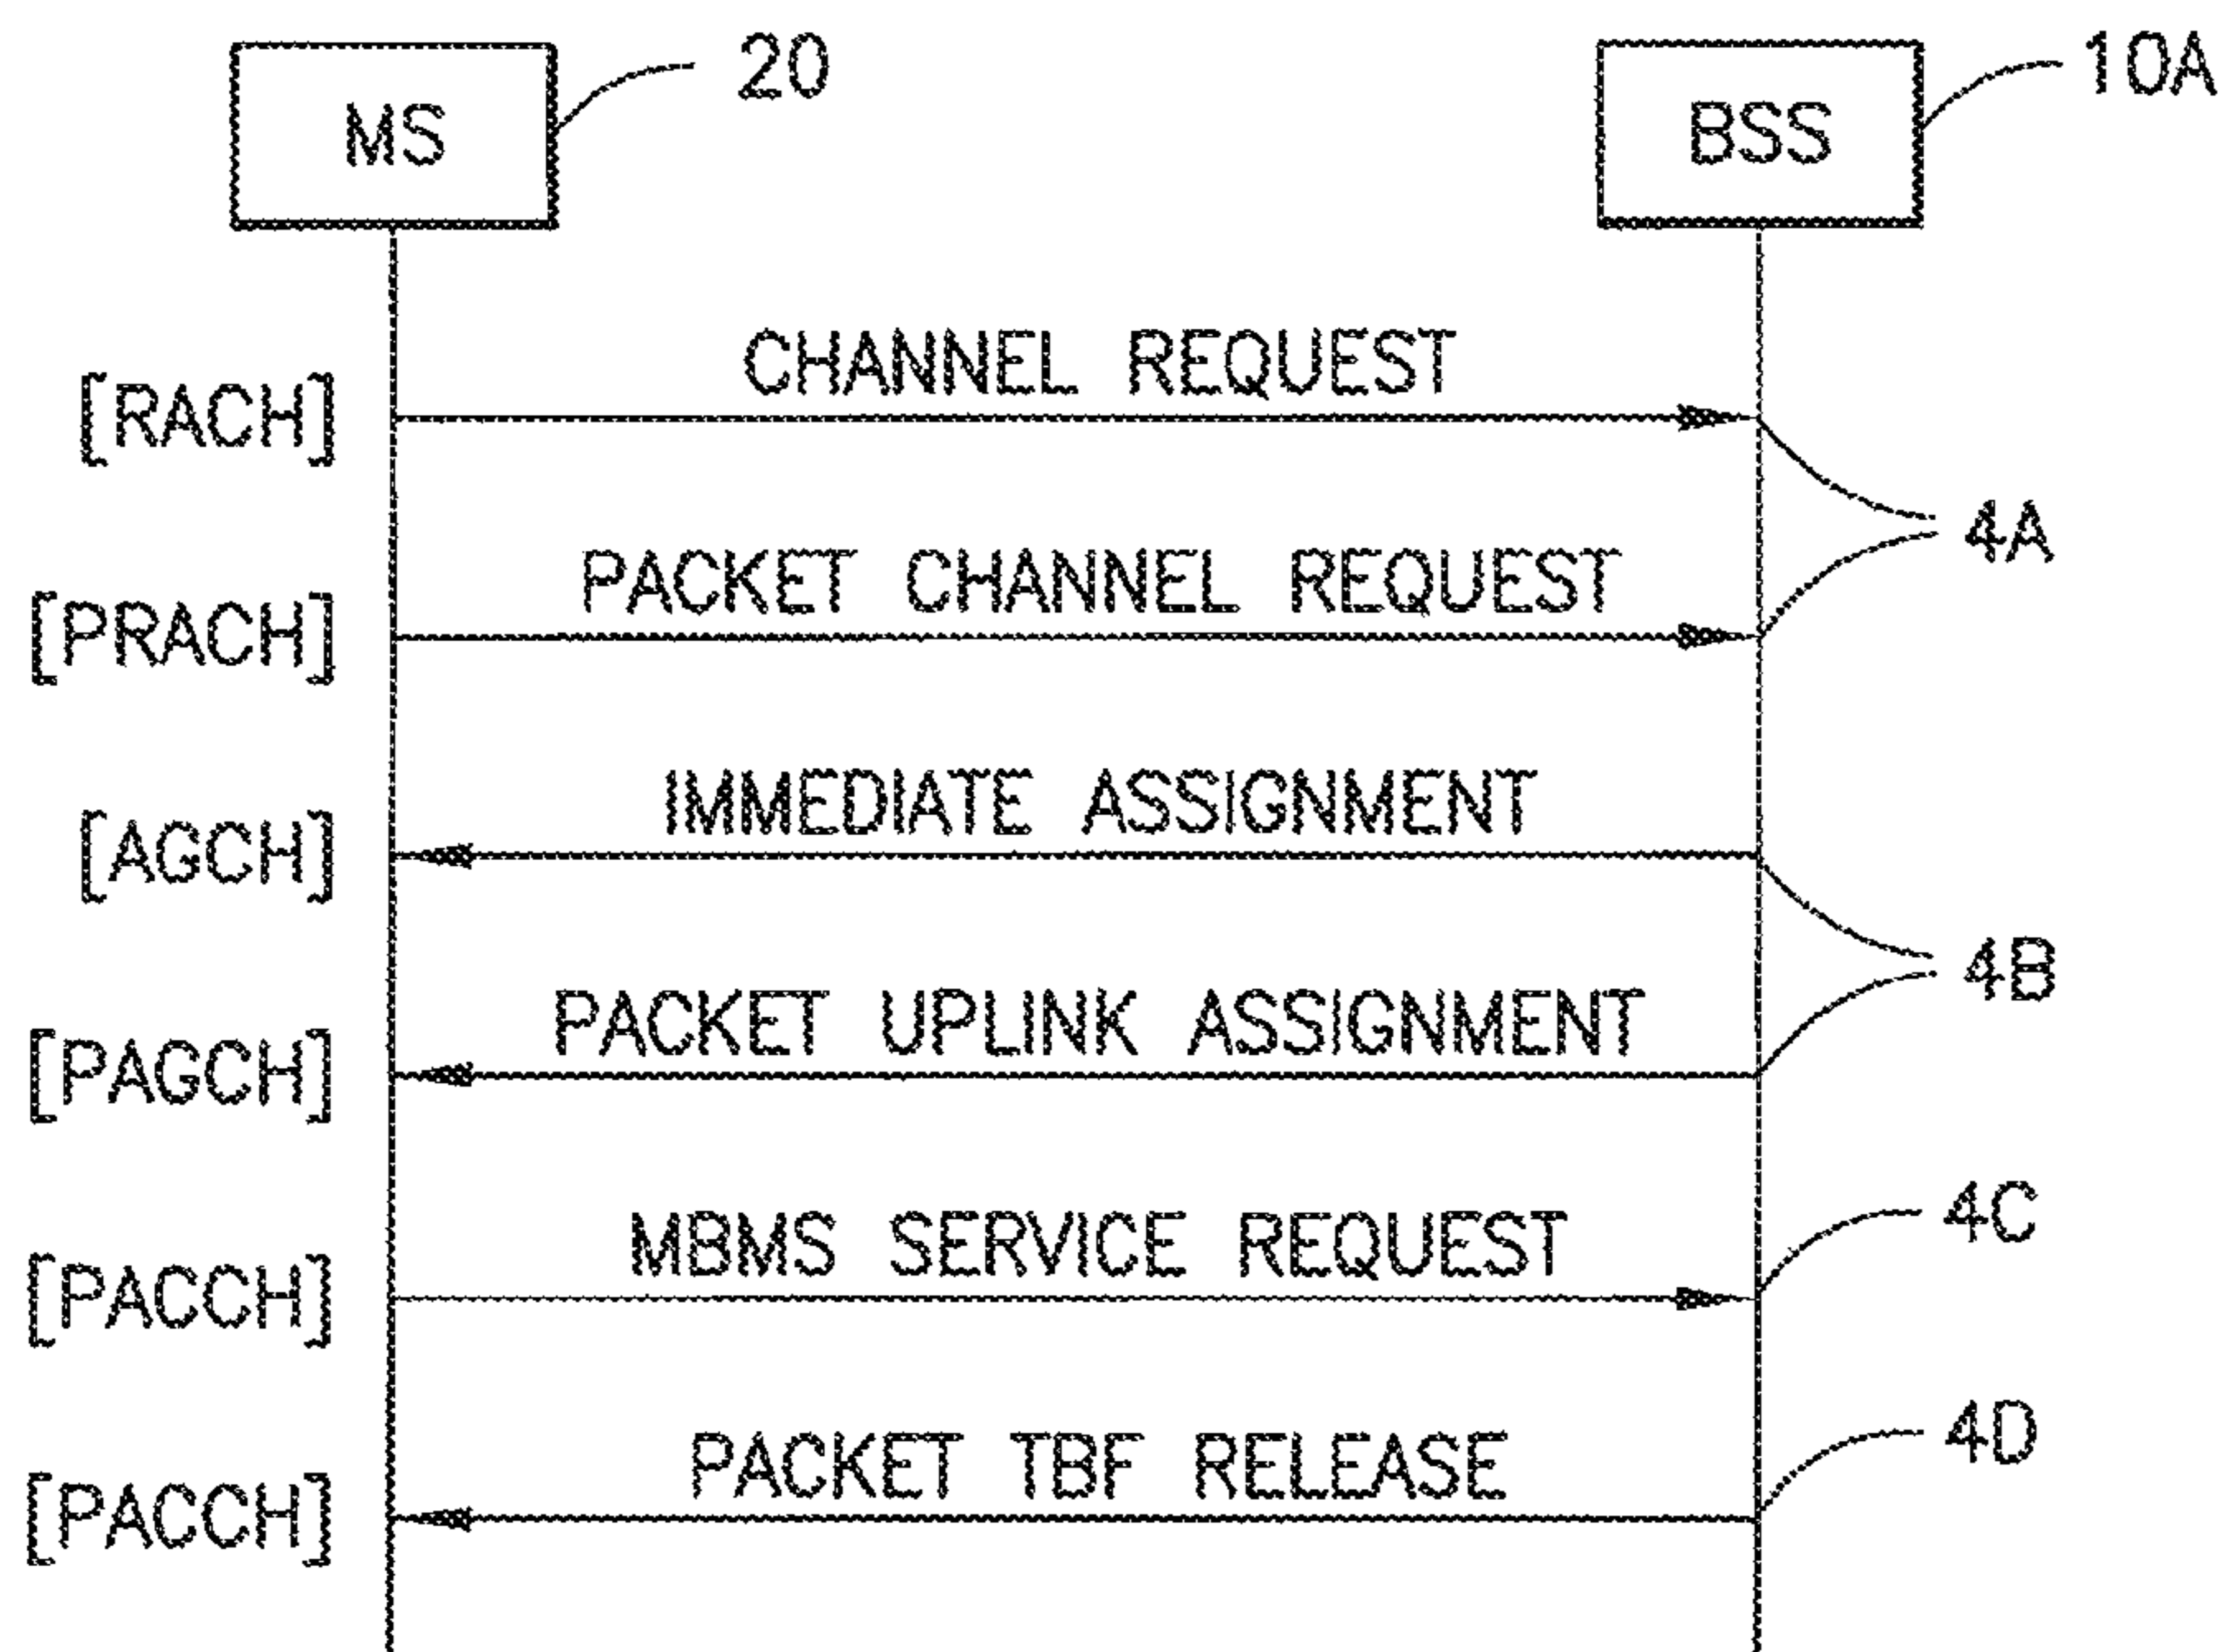 MS 20 BSS 10A
CHANNEL REQUEST
[RACH]
4A
PACKET CHANNEL REQUEST
[PRACH]
IMMEDIATE ASSIGNMENT
[AGCH]
4B
PACKET UPLINK ASSIGNMENT
[PAGCH]
MBMS SERVICE REQUEST 4C
[PACCH]
PACKET TBF RELEASE 4D
[PACCH]